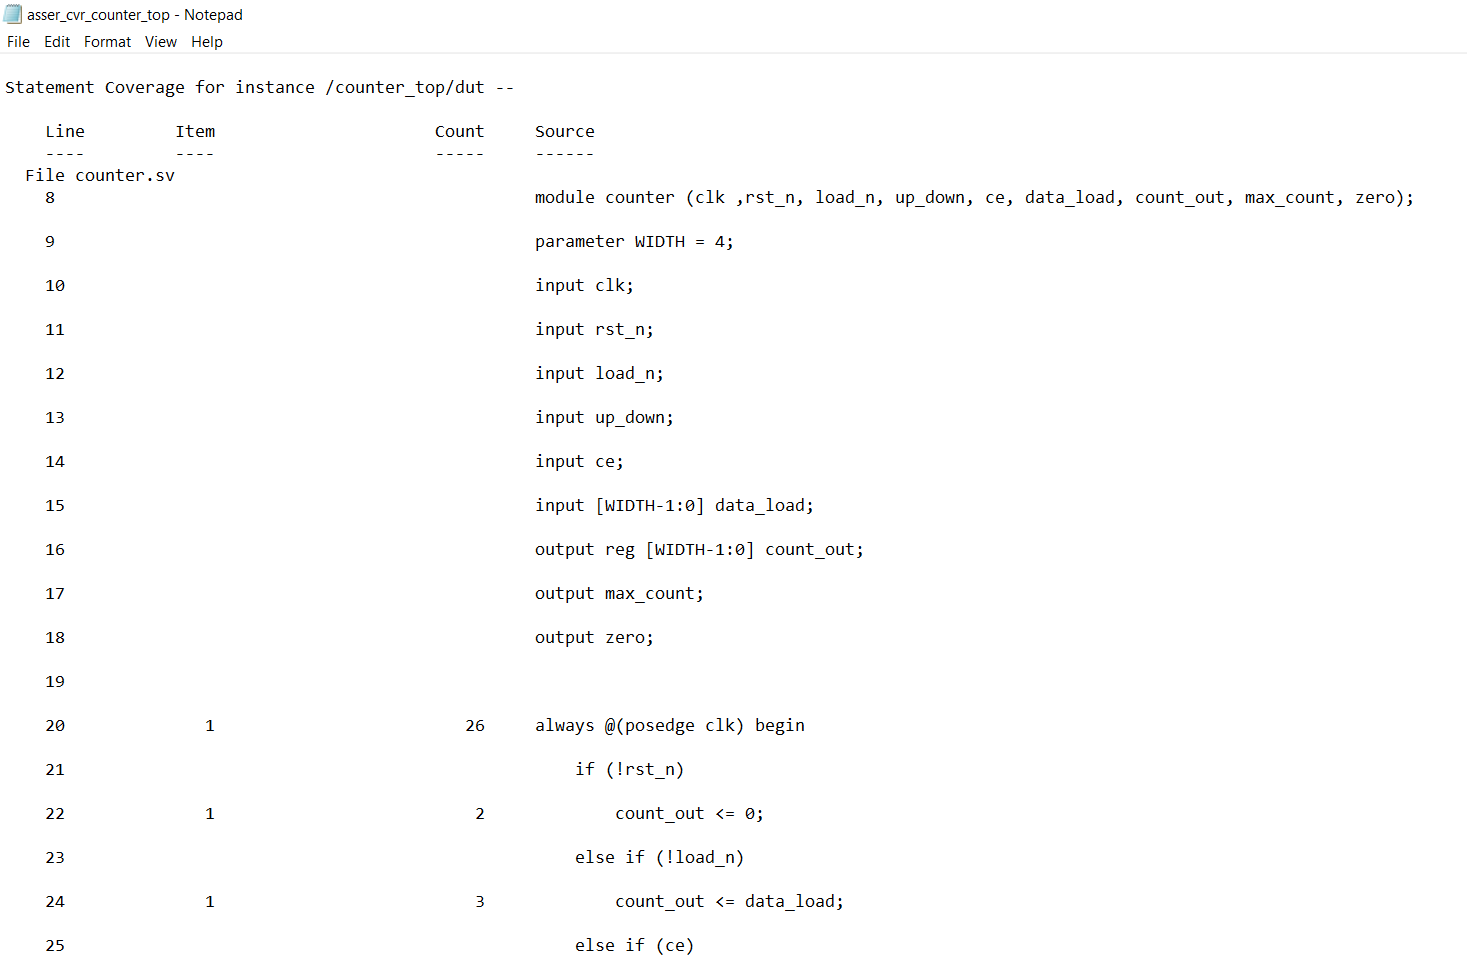 asser_cvr_counter_top - Notepad
File Edit Format View Help
Statement Coverage for instance /counter_top/dut --
Line Item Count Source
---- ---- ----- ------
File counter.sv
8 module counter (clk ,rst_n, load_n, up_down, ce, data_load, count_out, max_count, zero);
9 parameter WIDTH = 4;
10 input clk;
11 input rst_n;
12 input load_n;
13 input up_down;
14 input ce;
15 input [WIDTH-1:0] data_load;
16 output reg [WIDTH-1:0] count_out;
17 output max_count;
18 output zero;
19
20 1 26 always @(posedge clk) begin
21 if (!rst_n)
22 1 2 count_out <= 0;
23 else if (!load_n)
24 1 3 count_out <= data_load;
25 else if (ce)